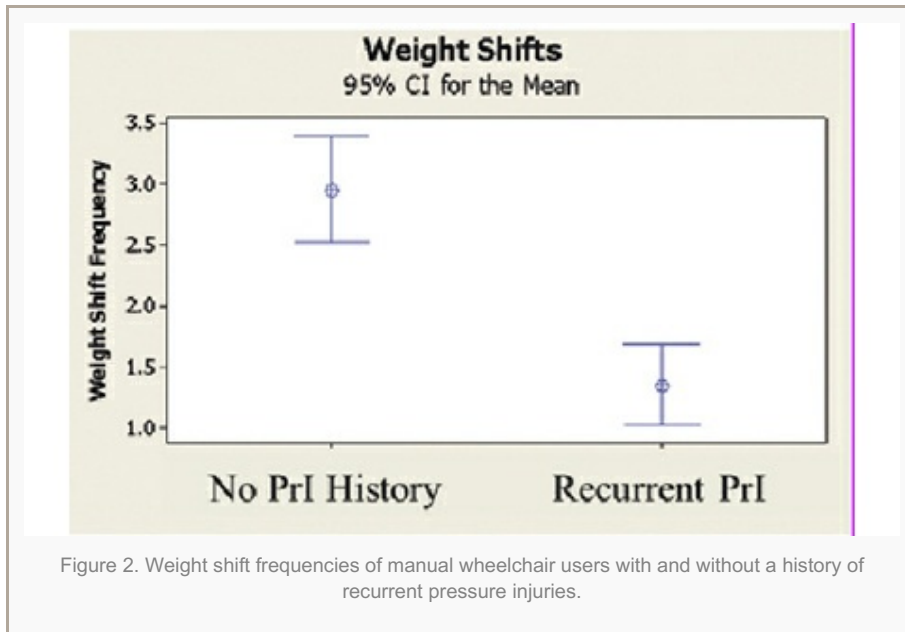 Weight Shifts
95% CI for the Mean
Weight Shift Frequency
3.5
3.0
2.5
2.0
1.5
1.0
No PrI History
Recurrent PrI
Figure 2. Weight shift frequencies of manual wheelchair users with and without a history of
recurrent pressure injuries.